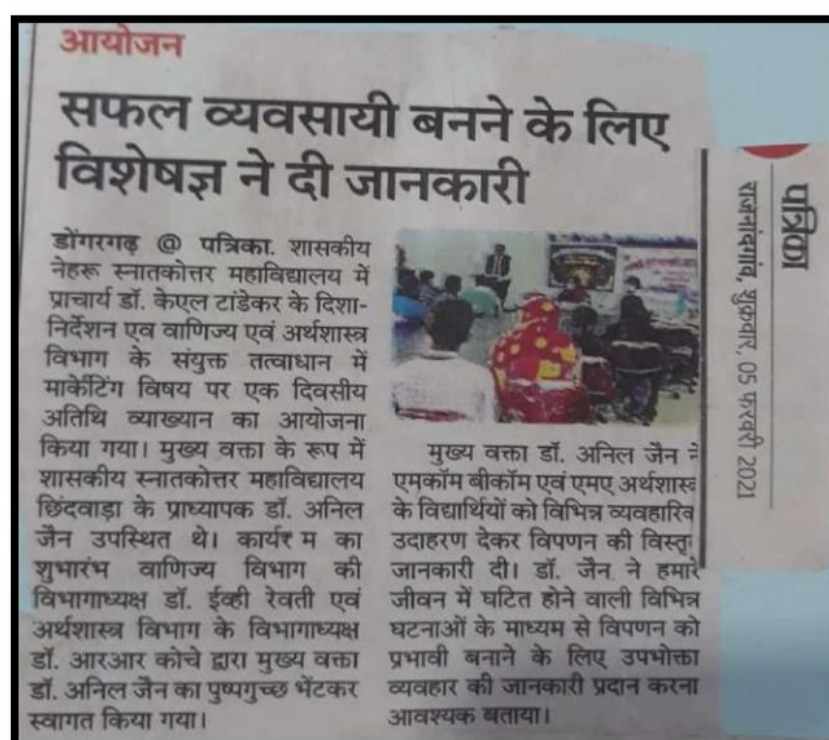 आयोजन
सफल व्यवसायी बनने के लिए
विशेषज्ञ ने दी जानकारी
डोंगरगढ़ @ पत्रिका. शासकीय
नेहरू स्नातकोत्तर महाविद्यालय में
प्राचार्य डॉ. केएल टांडेकर के दिशा-
निर्देशन एव वाणिज्य एवं अर्थशास्त्र
विभाग के संयुक्त तत्वाधान में
मार्केटिंग विषय पर एक दिवसीय
अतिथि व्याख्यान का आयोजना
किया गया। मुख्य वक्ता के रूप में
शासकीय स्नातकोत्तर महाविद्यालय
छिंदवाड़ा के प्राध्यापक डॉ. अनिल
जैन उपस्थित थे। कार्यर म का
शुभारंभ वाणिज्य विभाग की
विभागाध्यक्ष डॉ. ईव्ही रेवती एवं
अर्थशास्त्र विभाग के विभागाध्यक्ष
डॉ. आरआर कोचे द्वारा मुख्य वक्ता
डॉ. अनिल जैन का पुष्पगुच्छ भेंटकर
स्वागत किया गया।
मुख्य वक्ता डॉ. अनिल जैन ने
एमकॉम बीकॉम एवं एमए अर्थशास्
के विद्यार्थियों को विभिन्न व्यवहारिव
उदाहरण देकर विपणन की विस्तृ
जानकारी दी। डॉ. जैन ने हमारे
जीवन में घटित होने वाली विभिन्न
घटनाओं के माध्यम से विपणन को
प्रभावी बनाने के लिए उपभोक्ता
व्यवहार की जानकारी प्रदान करना
आवश्यक बताया।
पत्रिका
राजनांदगांव, शुक्रवार, 05 फरवरी 2021